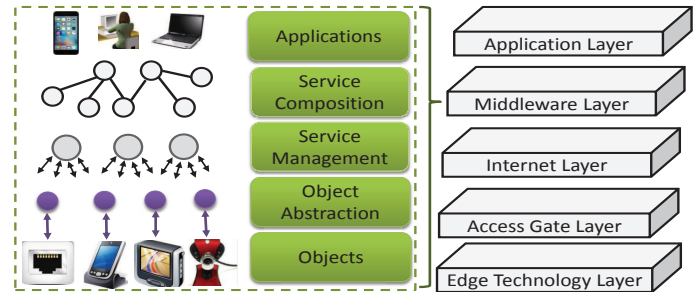 Applications
Service
Composition
Service
Management
Object
Abstraction
Objects
Application Layer
Middleware Layer
Internet Layer
Access Gate Layer
Edge Technology Layer